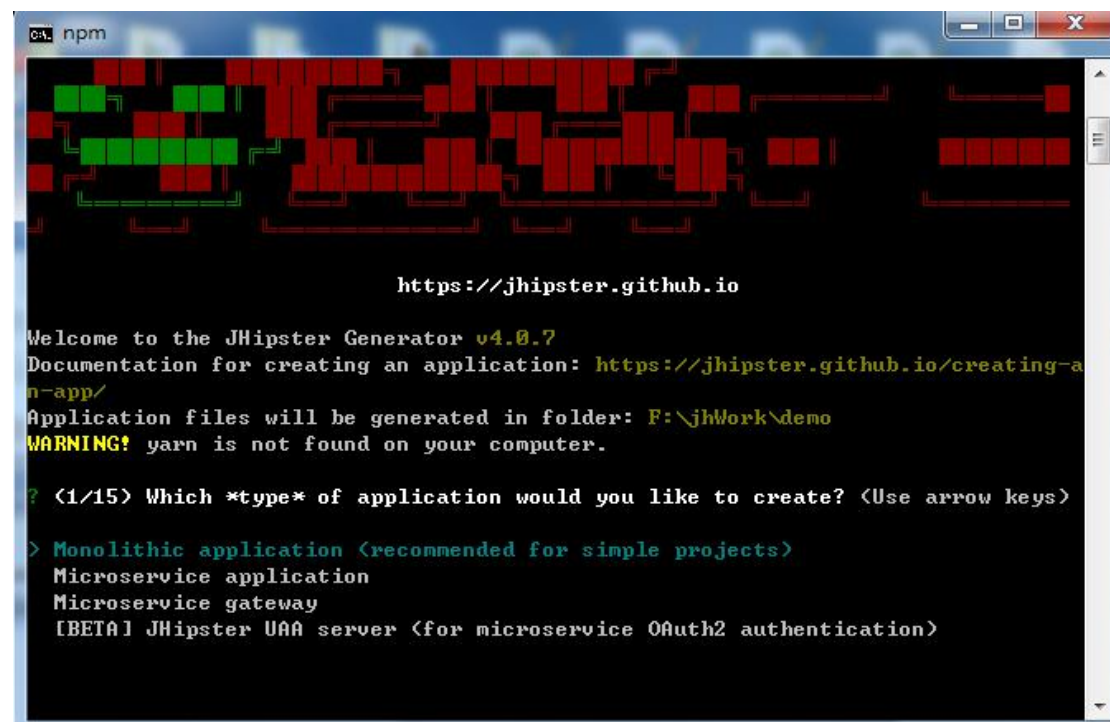 npm
https://jhipster.github.io
Welcome to the JHipster Generator v4.0.7
Documentation for creating an application: https://jhipster.github.io/creating-a
n-app/
Application files will be generated in folder: F:\jhWork\demo
WARNING! yarn is not found on your computer.
? (1/15) Which *type* of application would you like to create? (Use arrow keys)
> Monolithic application (recommended for simple projects)
Microservice application
Microservice gateway
[BETA] JHipster UAA server (for microservice OAuth2 authentication)